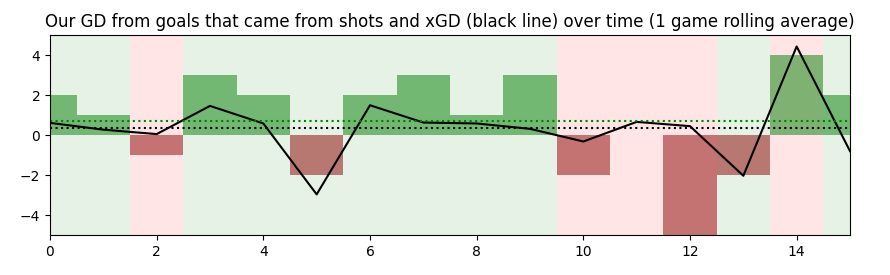 Our GD from goals that came from shots and xGD (black line) over time (1 game rolling average)
4
2
0
−2
−4
0 2 4 6 8 10 12 14